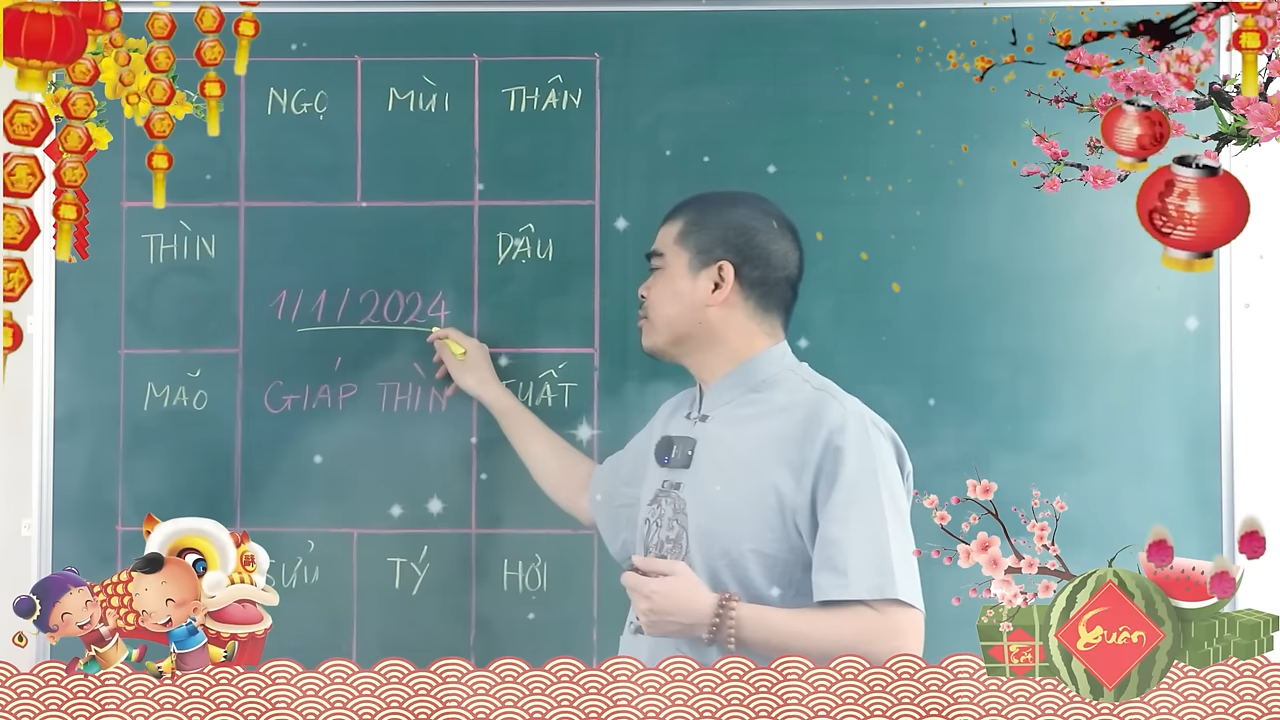 NGỌ
MÙI
THÂN
THÌN
DẬU
1/1/2024
MÃO
GIÁP THÌN
TUẤT
SỬU
TÝ
HỢI
Xuân
Tết